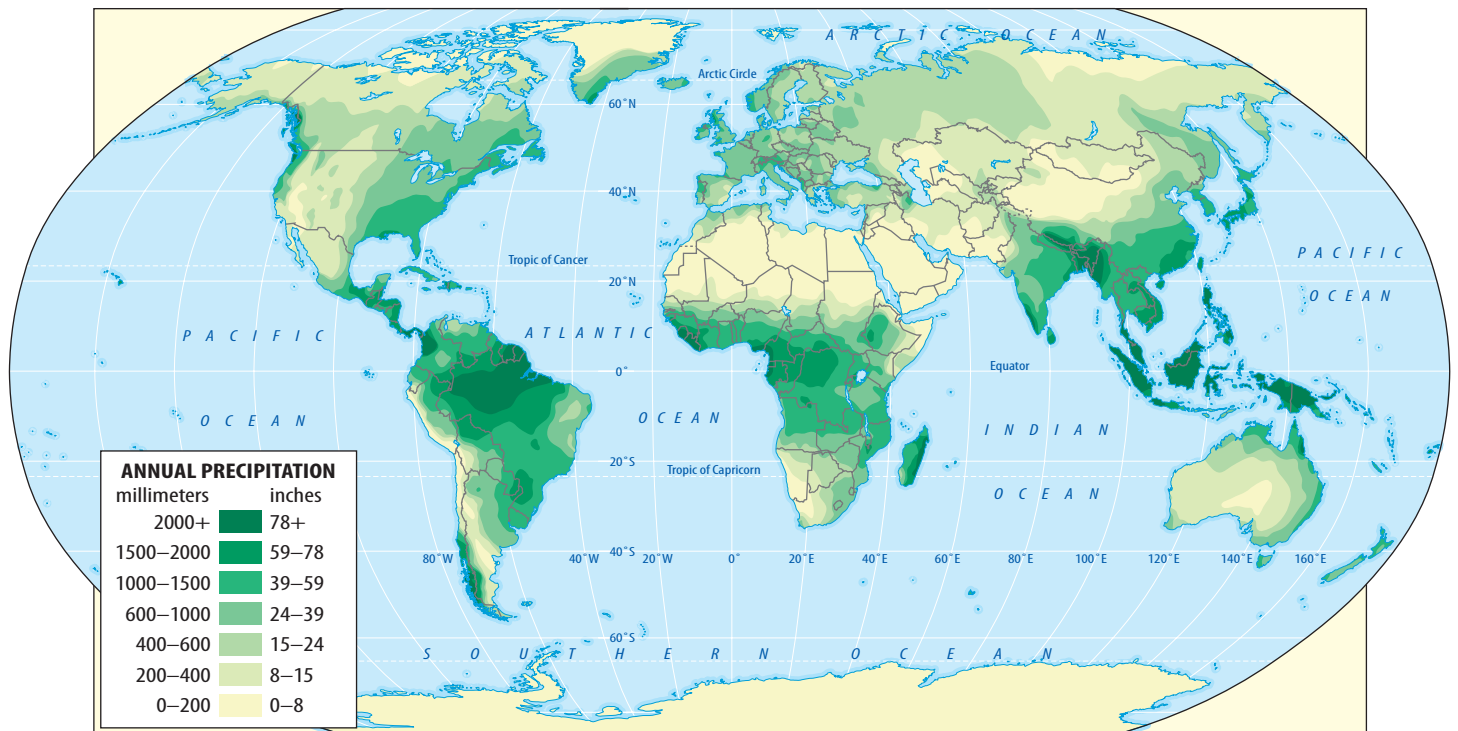 ARCTIC OCEAN
Arctic Circle
60°N
40°N
Tropic of Cancer
PACIFIC
20°N
OCEAN
PACIFIC
ATLANTIC
Equator
0°
OCEAN
OCEAN
INDIAN
20°S
Tropic of Capricorn
OCEAN
ANNUAL PRECIPITATION
millimeters inches
2000+ 78+
1500–2000 59–78
1000–1500 39–59
600–1000 24–39
400–600 15–24
200–400 8–15
0–200 0–8
40°S
80°W 40°W 20°W 0° 20°E 40°E 60°E 80°E 100°E 120°E 140°E 160°E
60°S
SOUTHERN OCEAN